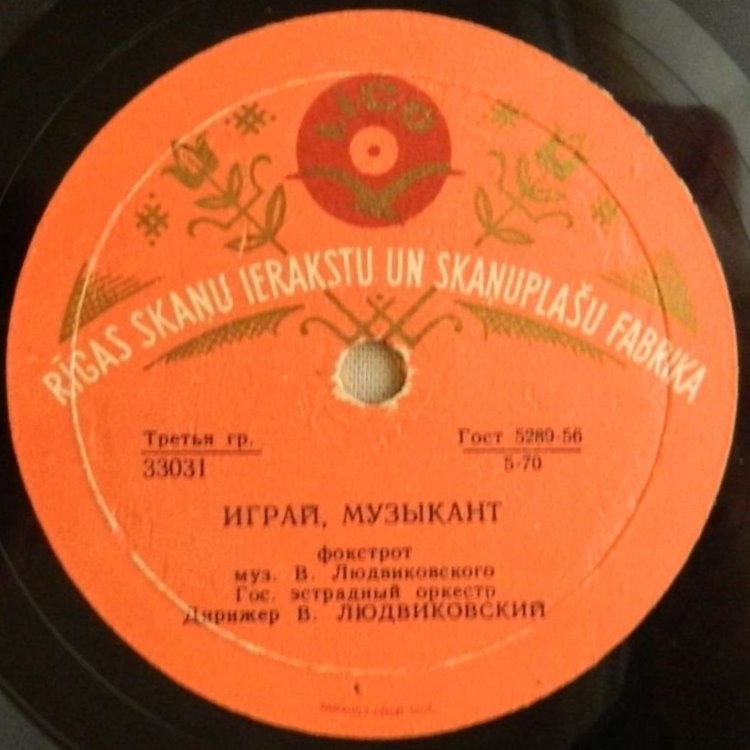 LIGO
RĪGAS SKAŅU IERAKSTU UN SKAŅUPLAŠU FABRIKA
Третья гр.
33031
Гост 5289-56
5-70
ИГРАЙ, МУЗЫКАНТ
фокстрот
муз. В. Людвиковского
Гос. эстрадный оркестр
Дирижер В. ЛЮДВИКОВСКИЙ